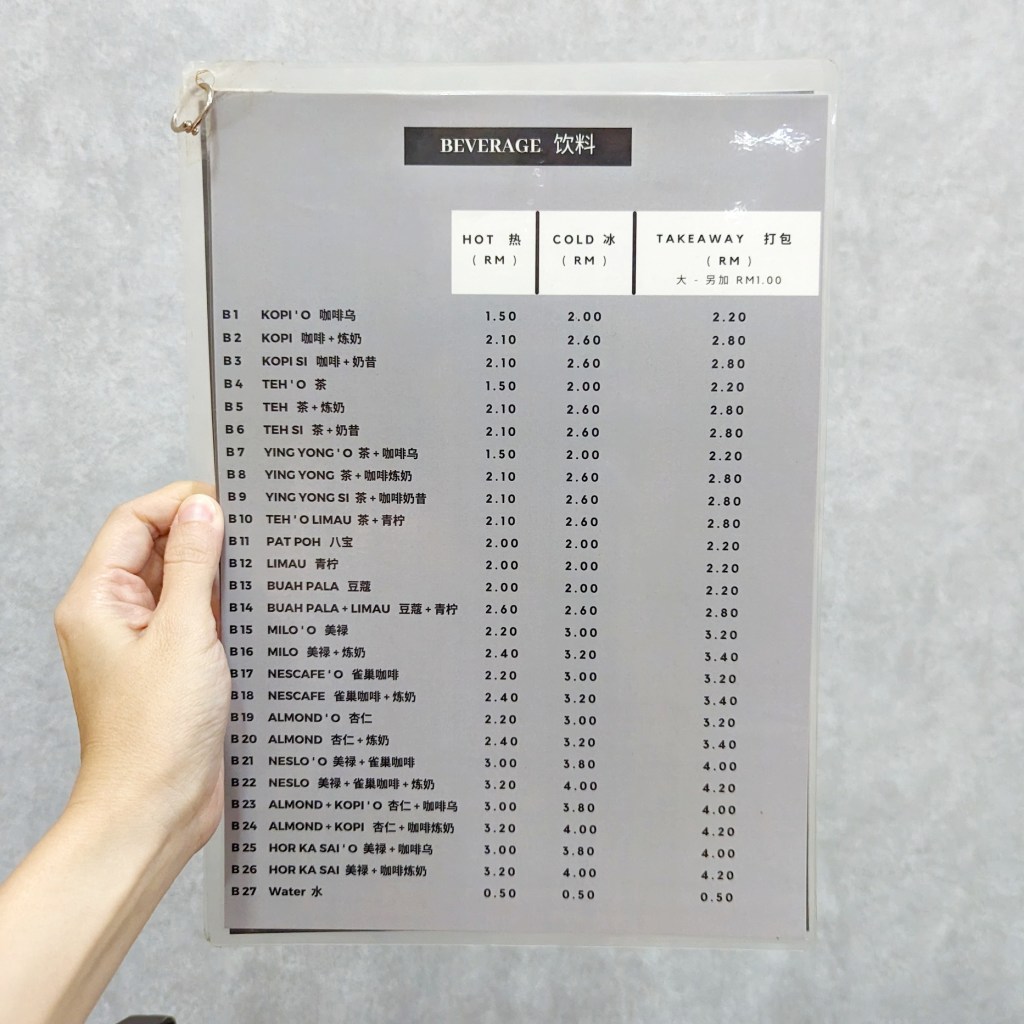 BEVERAGE 饮料
HOT 热 COLD 冰 TAKEAWAY 打包
( RM ) ( RM ) ( RM )
大 - 另加 RM1.00
B1 KOPI'O 咖啡乌 1.50 2.00 2.20
B2 KOPI 咖啡+炼奶 2.10 2.60 2.80
B3 KOPI SI 咖啡+奶昔 2.10 2.60 2.80
B4 TEH'O 茶 1.50 2.00 2.20
B5 TEH 茶+炼奶 2.10 2.60 2.80
B6 TEH SI 茶+奶昔 2.10 2.60 2.80
B7 YING YONG'O 茶+咖啡乌 1.50 2.00 2.20
B8 YING YONG 茶+咖啡炼奶 2.10 2.60 2.80
B9 YING YONG SI 茶+咖啡奶昔 2.10 2.60 2.80
B10 TEH'O LIMAU 茶+青柠 2.10 2.60 2.80
B11 PAT POH 八宝 2.00 2.00 2.20
B12 LIMAU 青柠 2.00 2.00 2.20
B13 BUAH PALA 豆蔻 2.00 2.00 2.20
B14 BUAH PALA+LIMAU 豆蔻+青柠 2.60 2.60 2.80
B15 MILO'O 美禄 2.20 3.00 3.20
B16 MILO 美禄+炼奶 2.40 3.20 3.40
B17 NESCAFE'O 雀巢咖啡 2.20 3.00 3.20
B18 NESCAFE 雀巢咖啡+炼奶 2.40 3.20 3.40
B19 ALMOND'O 杏仁 2.20 3.00 3.20
B20 ALMOND 杏仁+炼奶 2.40 3.20 3.40
B21 NESLO'O 美禄+雀巢咖啡 3.00 3.80 4.00
B22 NESLO 美禄+雀巢咖啡+炼奶 3.20 4.00 4.20
B23 ALMOND+KOPI'O 杏仁+咖啡乌 3.00 3.80 4.00
B24 ALMOND+KOPI 杏仁+咖啡炼奶 3.20 4.00 4.20
B25 HOR KA SAI'O 美禄+咖啡乌 3.00 3.80 4.00
B26 HOR KA SAI 美禄+咖啡炼奶 3.20 4.00 4.20
B27 Water 水 0.50 0.50 0.50